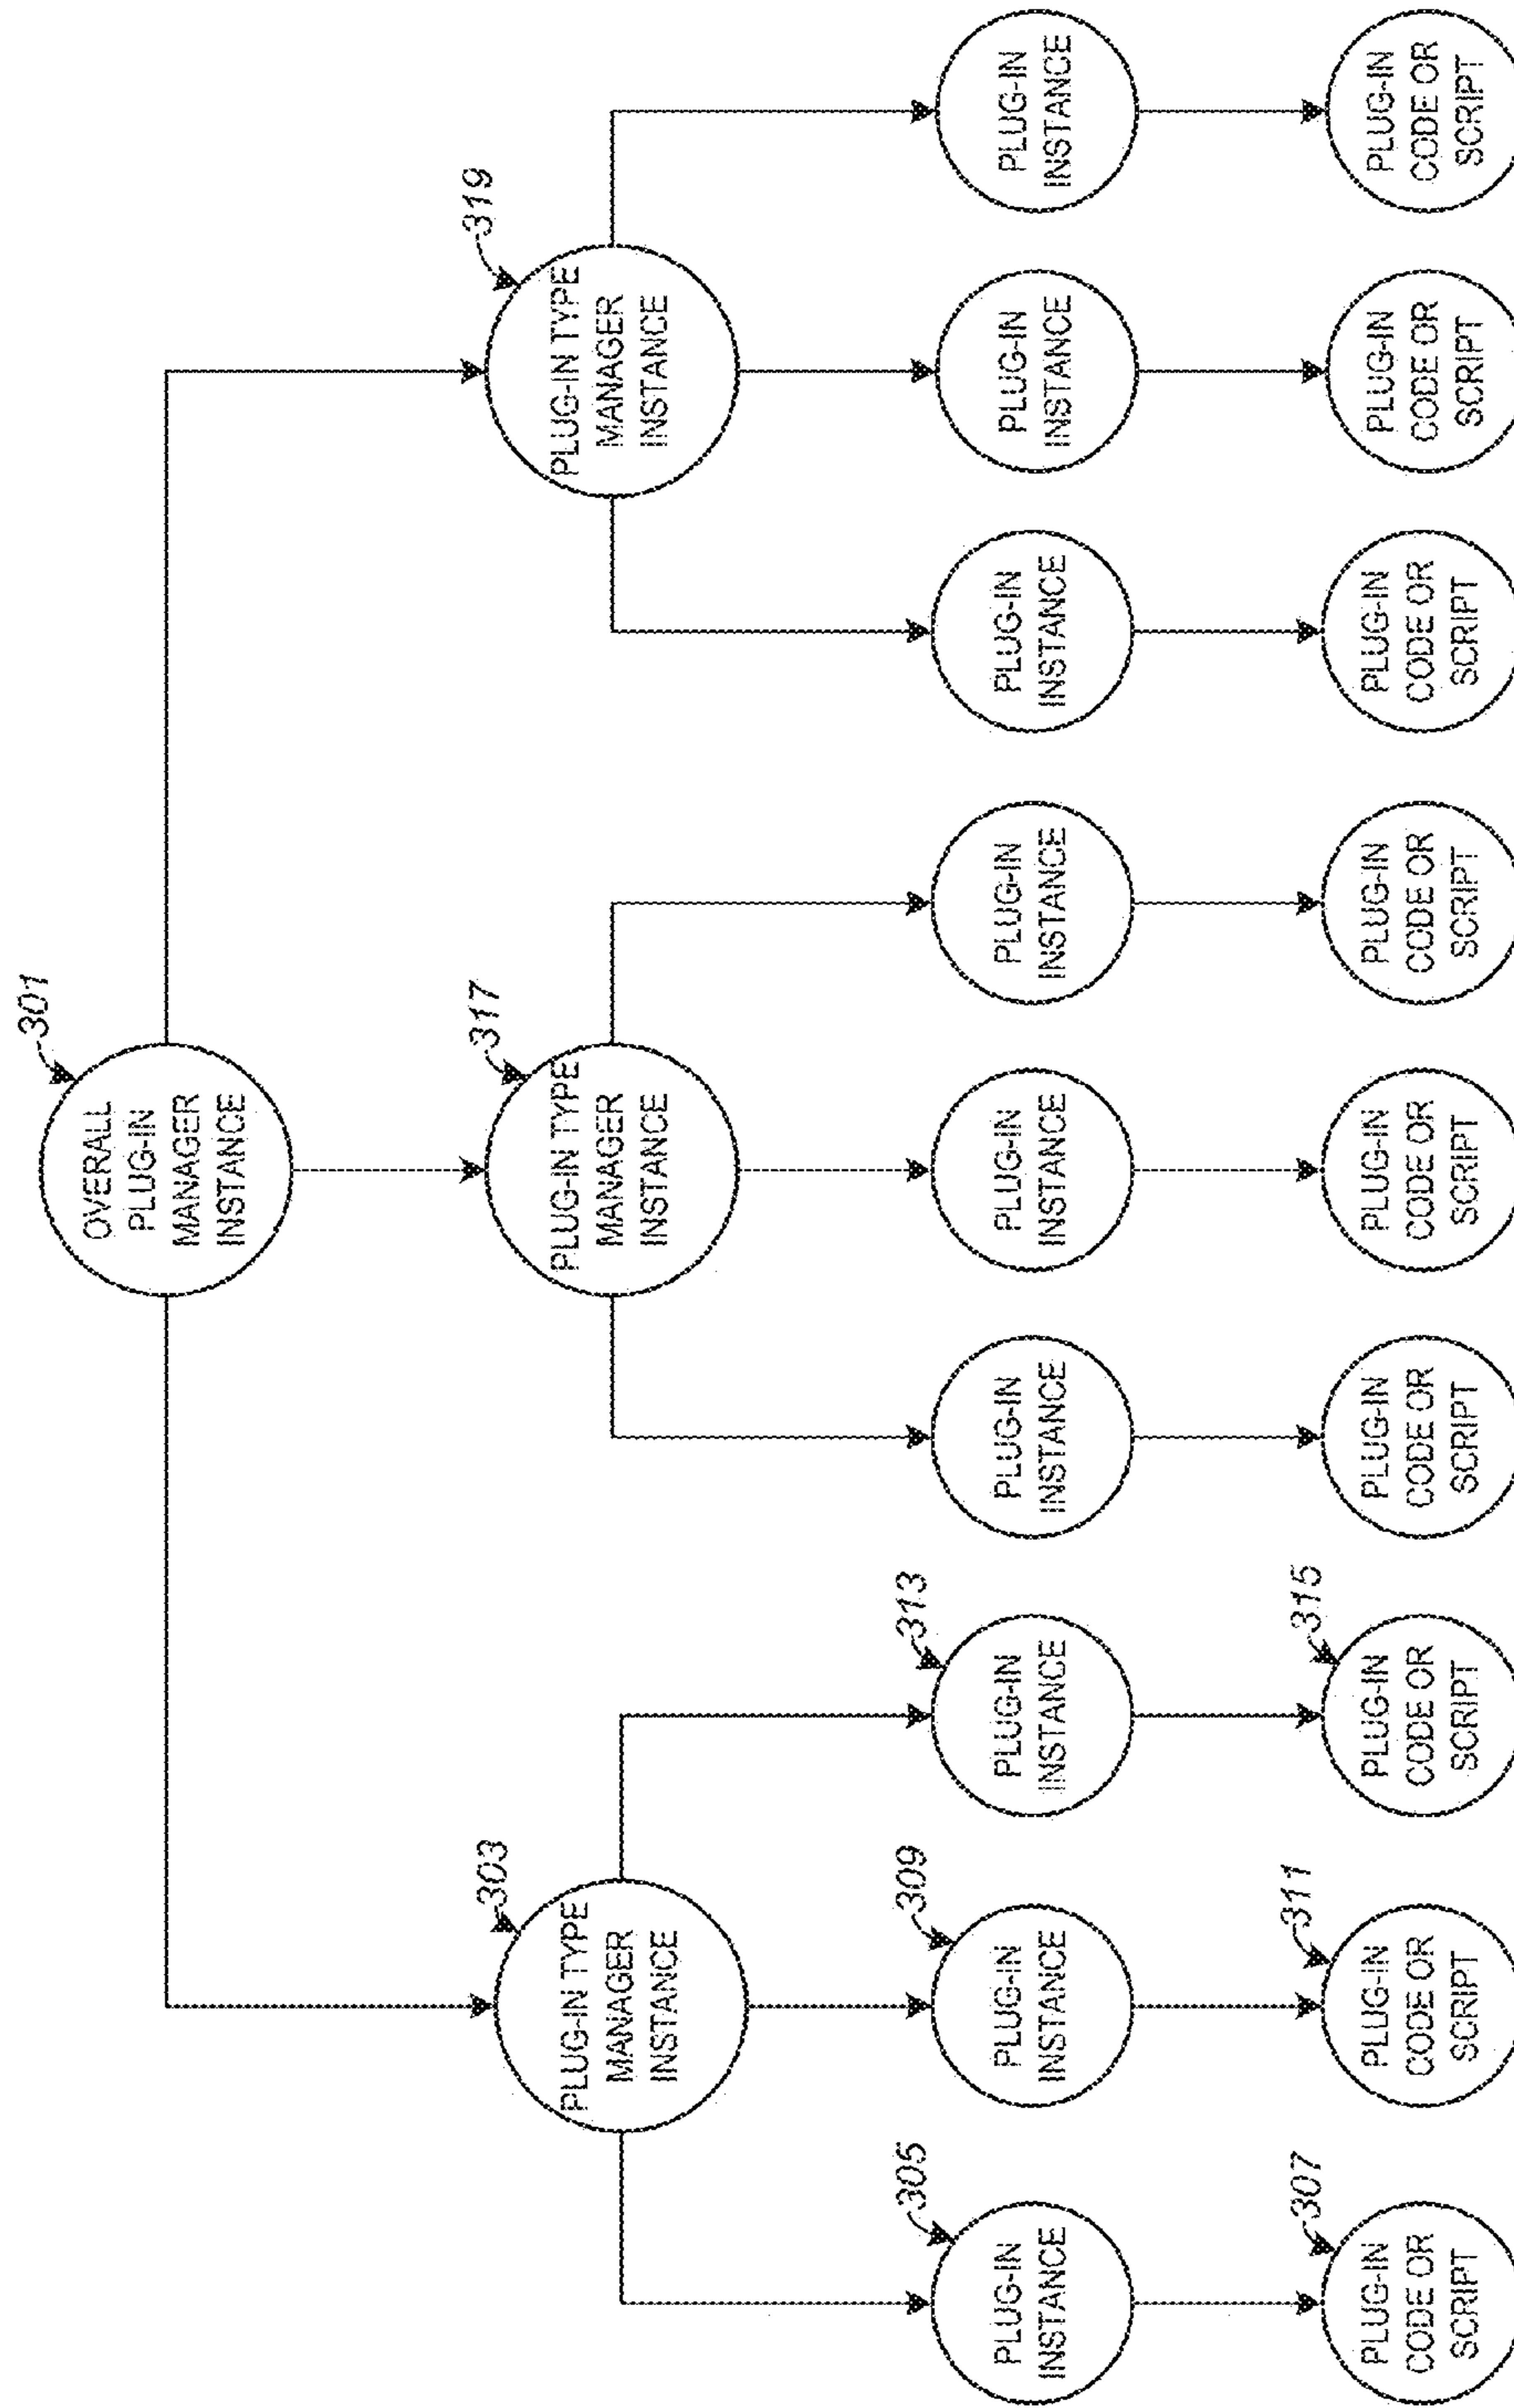 301
OVERALL
PLUG-IN
MANAGER
INSTANCE
303
PLUG-IN TYPE
MANAGER
INSTANCE
317
PLUG-IN TYPE
MANAGER
INSTANCE
319
PLUG-IN TYPE
MANAGER
INSTANCE
305
PLUG-IN
INSTANCE
309
PLUG-IN
INSTANCE
313
PLUG-IN
INSTANCE
PLUG-IN
INSTANCE
PLUG-IN
INSTANCE
PLUG-IN
INSTANCE
PLUG-IN
INSTANCE
PLUG-IN
INSTANCE
PLUG-IN
INSTANCE
307
PLUG-IN
CODE OR
SCRIPT
311
PLUG-IN
CODE OR
SCRIPT
315
PLUG-IN
CODE OR
SCRIPT
PLUG-IN
CODE OR
SCRIPT
PLUG-IN
CODE OR
SCRIPT
PLUG-IN
CODE OR
SCRIPT
PLUG-IN
CODE OR
SCRIPT
PLUG-IN
CODE OR
SCRIPT
PLUG-IN
CODE OR
SCRIPT